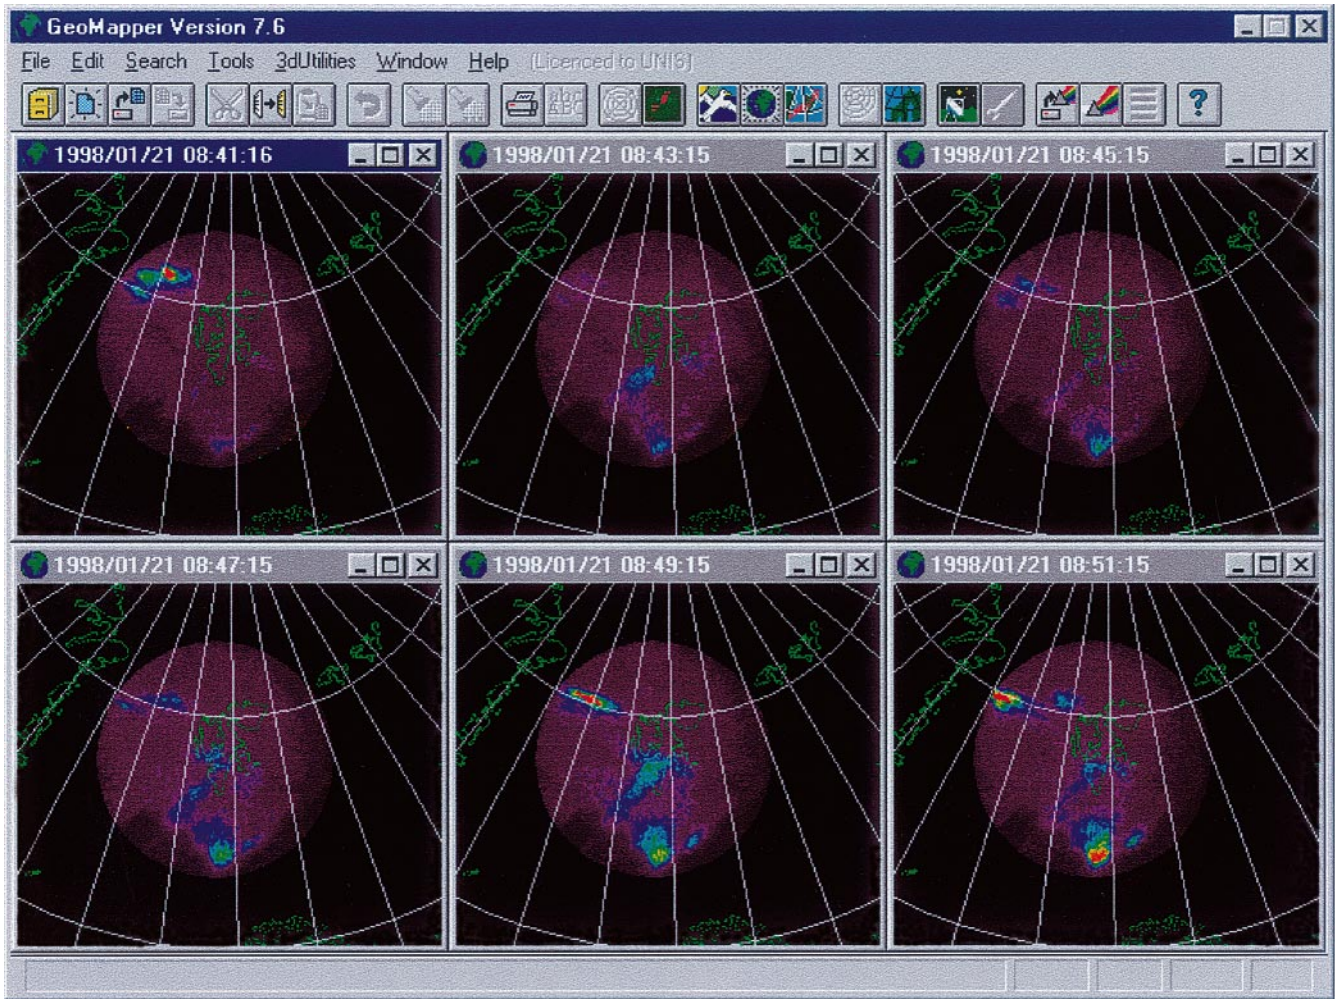 GeoMapper Version 7.6
File Edit Search Tools 3dUtilities Window Help (Licenced to UNIS)
abc
ABC
?
1998/01/21 08:41:16
1998/01/21 08:43:15
1998/01/21 08:45:15
1998/01/21 08:47:15
1998/01/21 08:49:15
1998/01/21 08:51:15